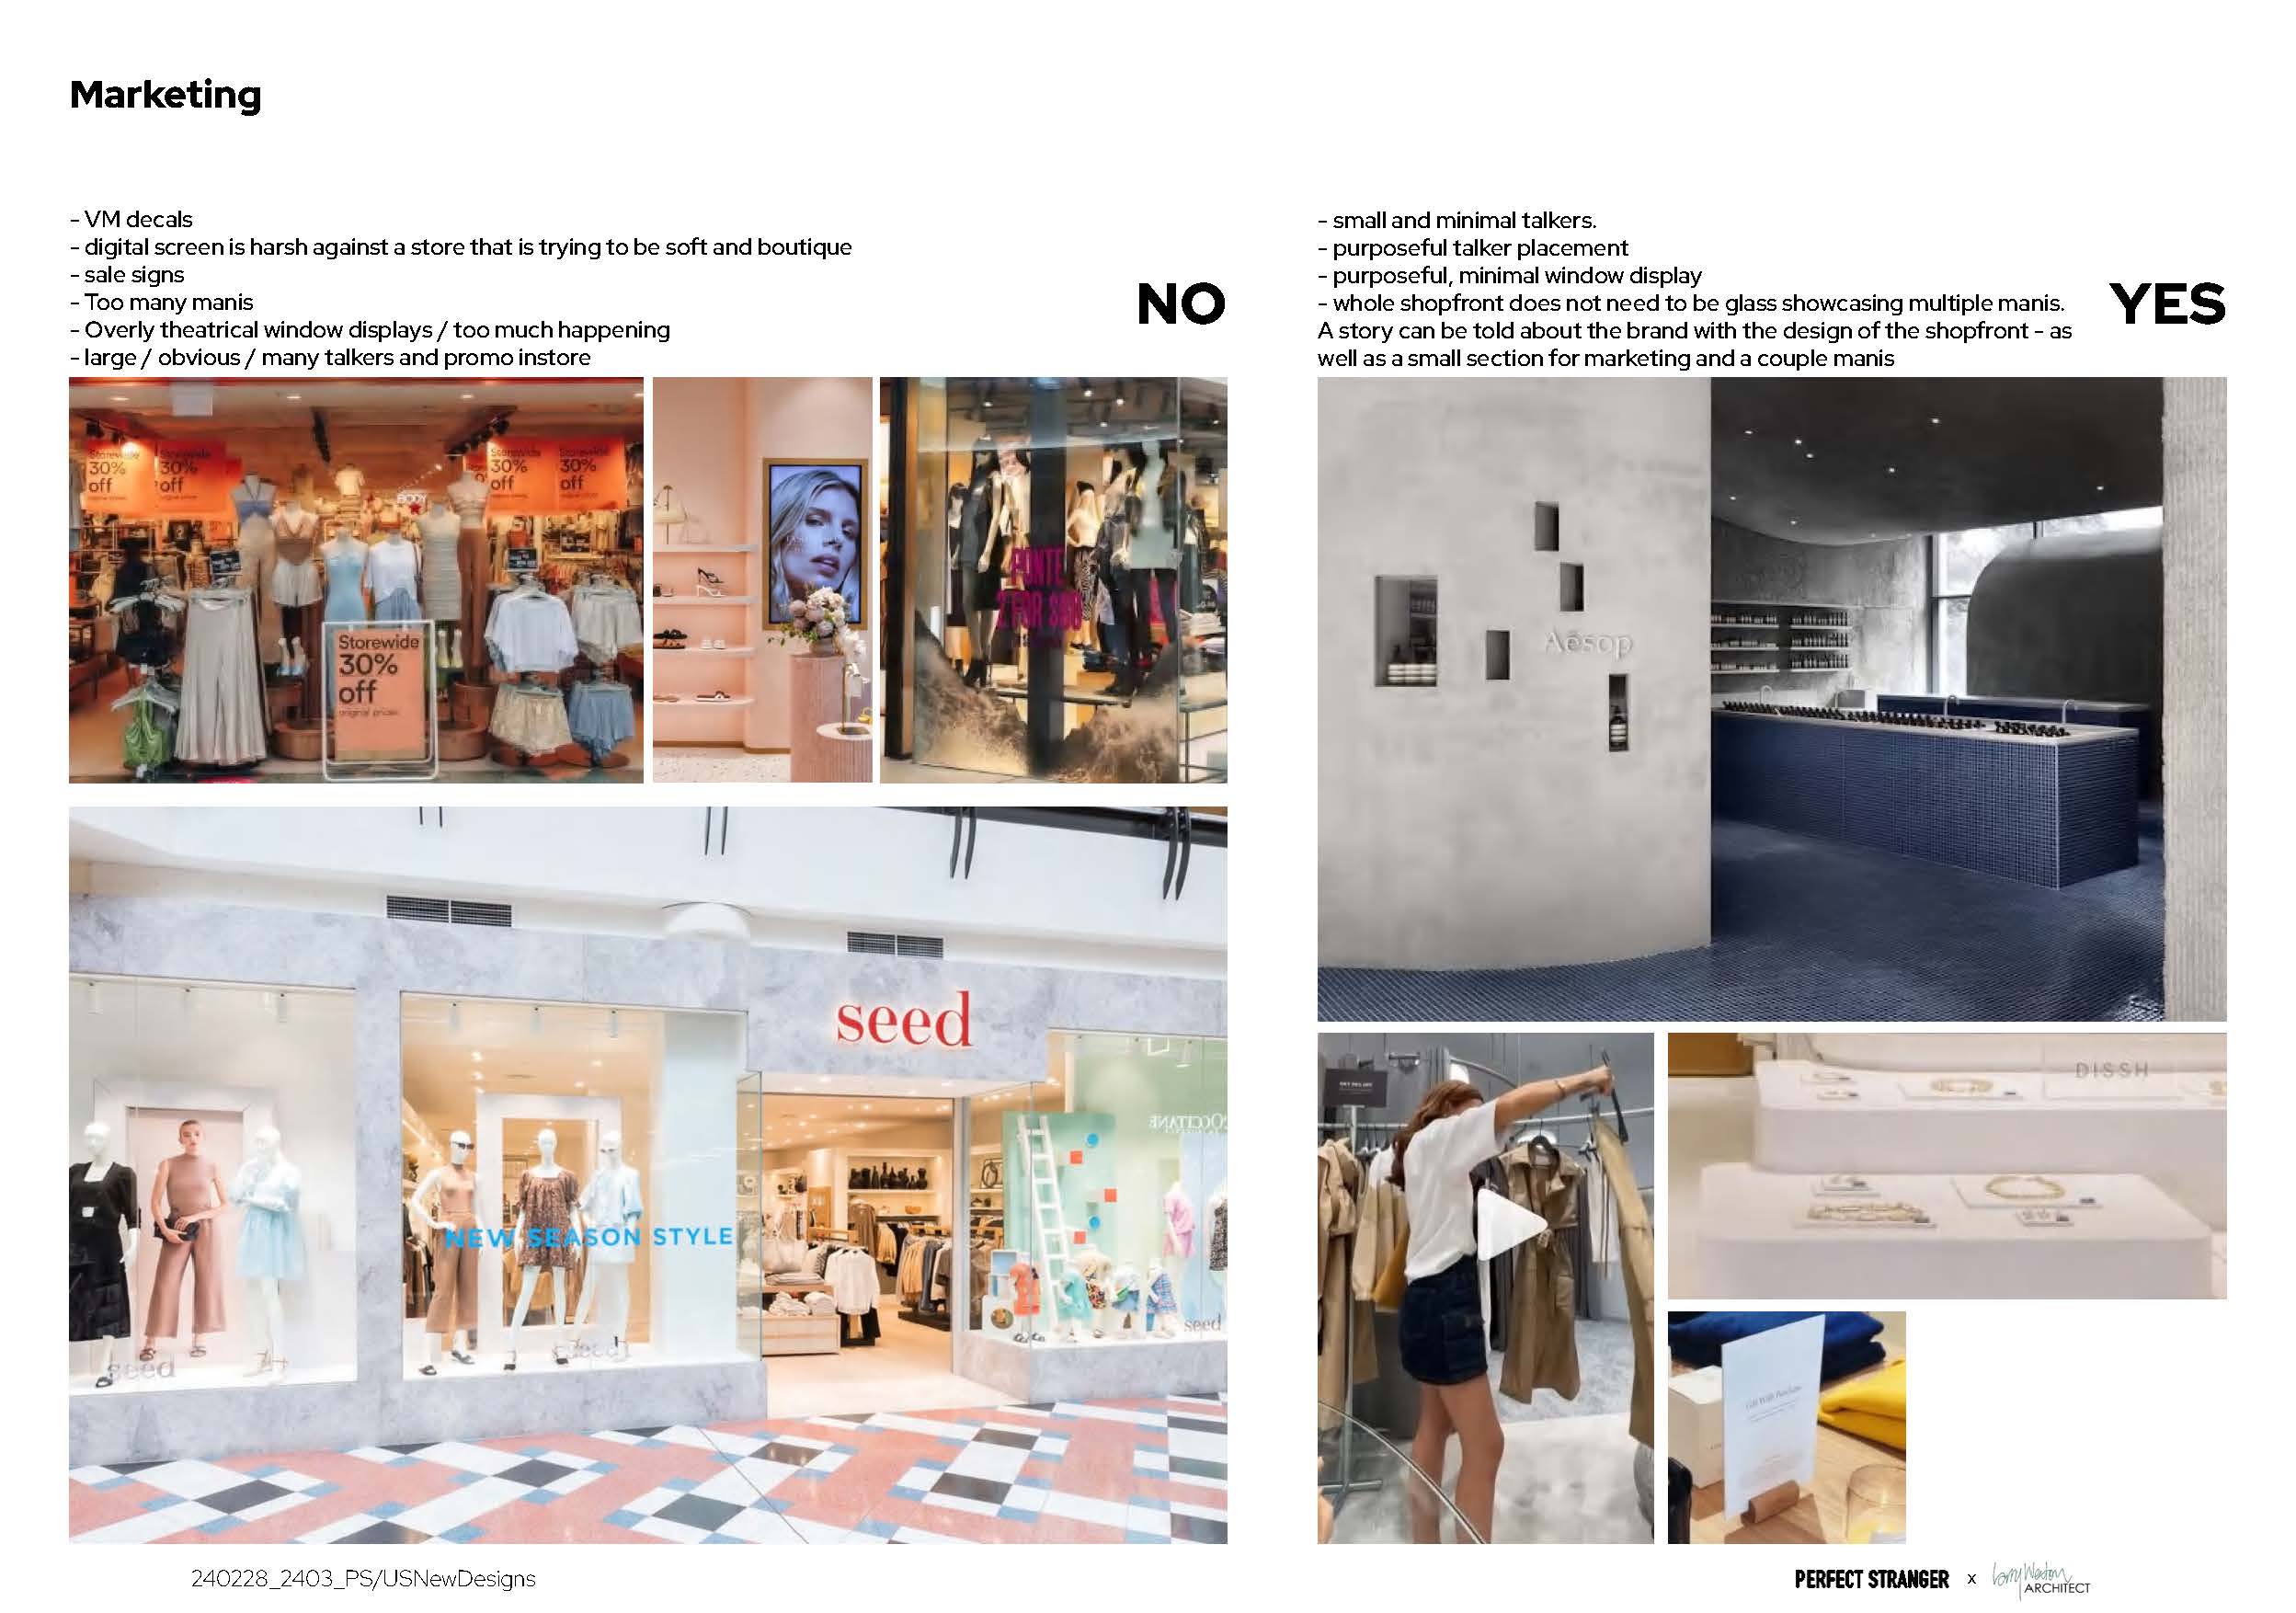 Marketing
- VM decals
- digital screen is harsh against a store that is trying to be soft and boutique
- sale signs
- Too many manis
- Overly theatrical window displays / too much happening
- large / obvious / many talkers and promo instore
NO
- small and minimal talkers.
- purposeful talker placement
- purposeful, minimal window display
- whole shopfront does not need to be glass showcasing multiple manis.
A story can be told about the brand with the design of the shopfront - as
well as a small section for marketing and a couple manis
YES
Storewide
30%
off
Storewide
30%
off
Storewide
30%
off
Storewide
30%
off
BODY
Storewide
30%
off
original prices
PONTE
2 FOR
Aēsop
seed
L'OCCITANE
NEW SEASON STYLE
seed
seed
seed
DISSH
Gift With Purchase
240228_2403_PS/USNewDesigns
PERFECT STRANGER x
ARCHITECT